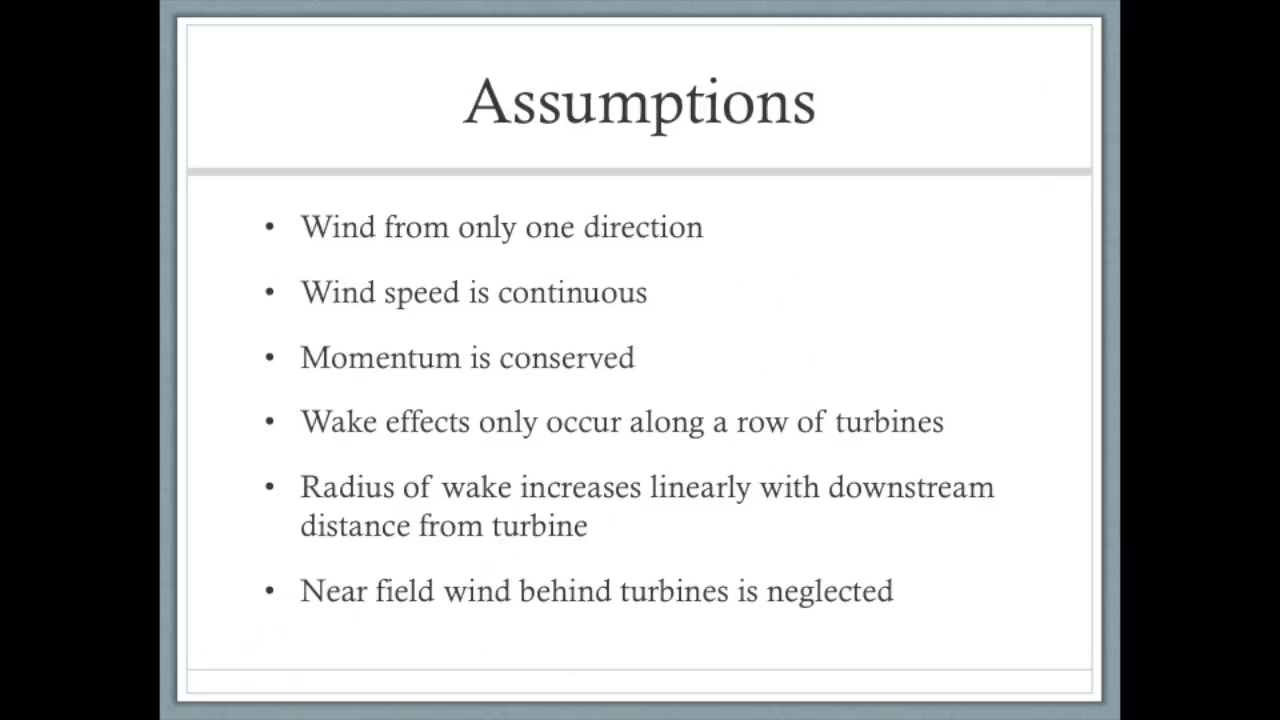 Assumptions
• Wind from only one direction
• Wind speed is continuous
• Momentum is conserved
• Wake effects only occur along a row of turbines
• Radius of wake increases linearly with downstream
distance from turbine
• Near field wind behind turbines is neglected